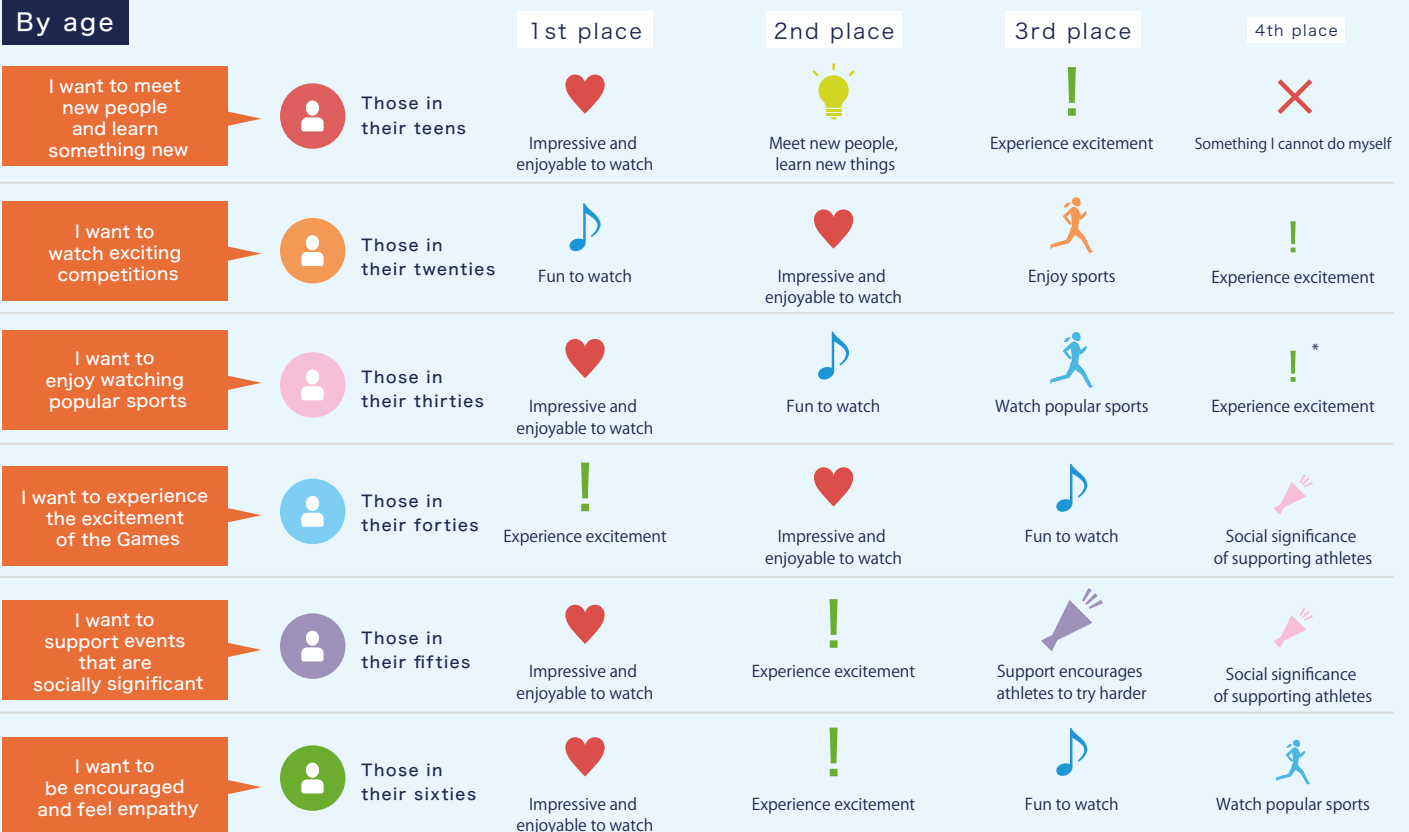 By age
1st place
2nd place
3rd place
4th place
I want to meet
new people
and learn
something new
Those in
their teens
Impressive and
enjoyable to watch
Meet new people,
learn new things
Experience excitement
Something I cannot do myself
I want to
watch exciting
competitions
Those in
their twenties
Fun to watch
Impressive and
enjoyable to watch
Enjoy sports
Experience excitement
I want to
enjoy watching
popular sports
Those in
their thirties
Impressive and
enjoyable to watch
Fun to watch
Watch popular sports
*
Experience excitement
I want to experience
the excitement
of the Games
Those in
their forties
Experience excitement
Impressive and
enjoyable to watch
Fun to watch
Social significance
of supporting athletes
I want to
support events
that are
socially significant
Those in
their fifties
Impressive and
enjoyable to watch
Experience excitement
Support encourages
athletes to try harder
Social significance
of supporting athletes
I want to
be encouraged
and feel empathy
Those in
their sixties
Impressive and
enjoyable to watch
Experience excitement
Fun to watch
Watch popular sports